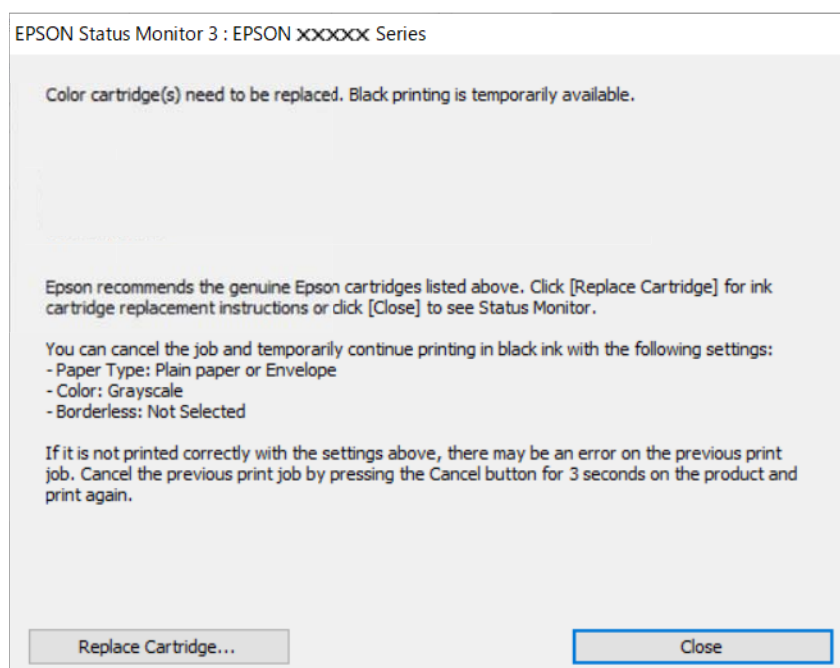 EPSON Status Monitor 3 : EPSON XXXXX Series
Color cartridge(s) need to be replaced. Black printing is temporarily available.
Epson recommends the genuine Epson cartridges listed above. Click [Replace Cartridge] for ink
cartridge replacement instructions or click [Close] to see Status Monitor.
You can cancel the job and temporarily continue printing in black ink with the following settings:
- Paper Type: Plain paper or Envelope
- Color: Grayscale
- Borderless: Not Selected
If it is not printed correctly with the settings above, there may be an error on the previous print
job. Cancel the previous print job by pressing the Cancel button for 3 seconds on the product and
print again.
Replace Cartridge...
Close